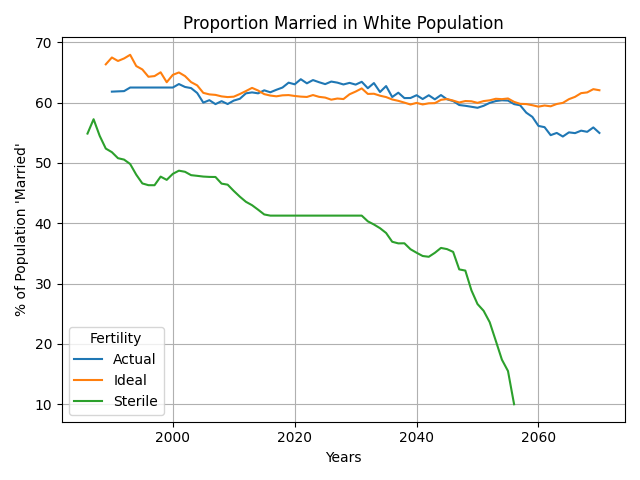 Proportion Married in White Population
% of Population 'Married'
70
60
50
40
30
20
10
Fertility
Actual
Ideal
Sterile
2000 2020 2040 2060
Years